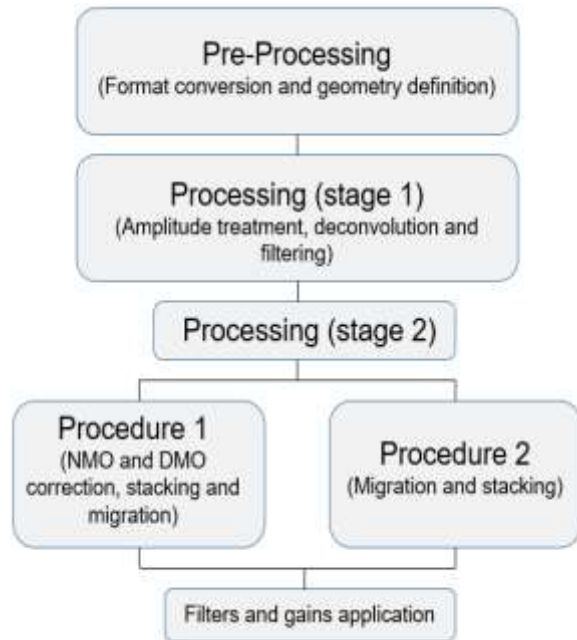 Pre-Processing
(Format conversion and geometry definition)
Processing (stage 1)
(Amplitude treatment, deconvolution and
filtering)
Processing (stage 2)
Procedure 1
(NMO and DMO
correction, stacking and
migration)
Procedure 2
(Migration and stacking)
Filters and gains application